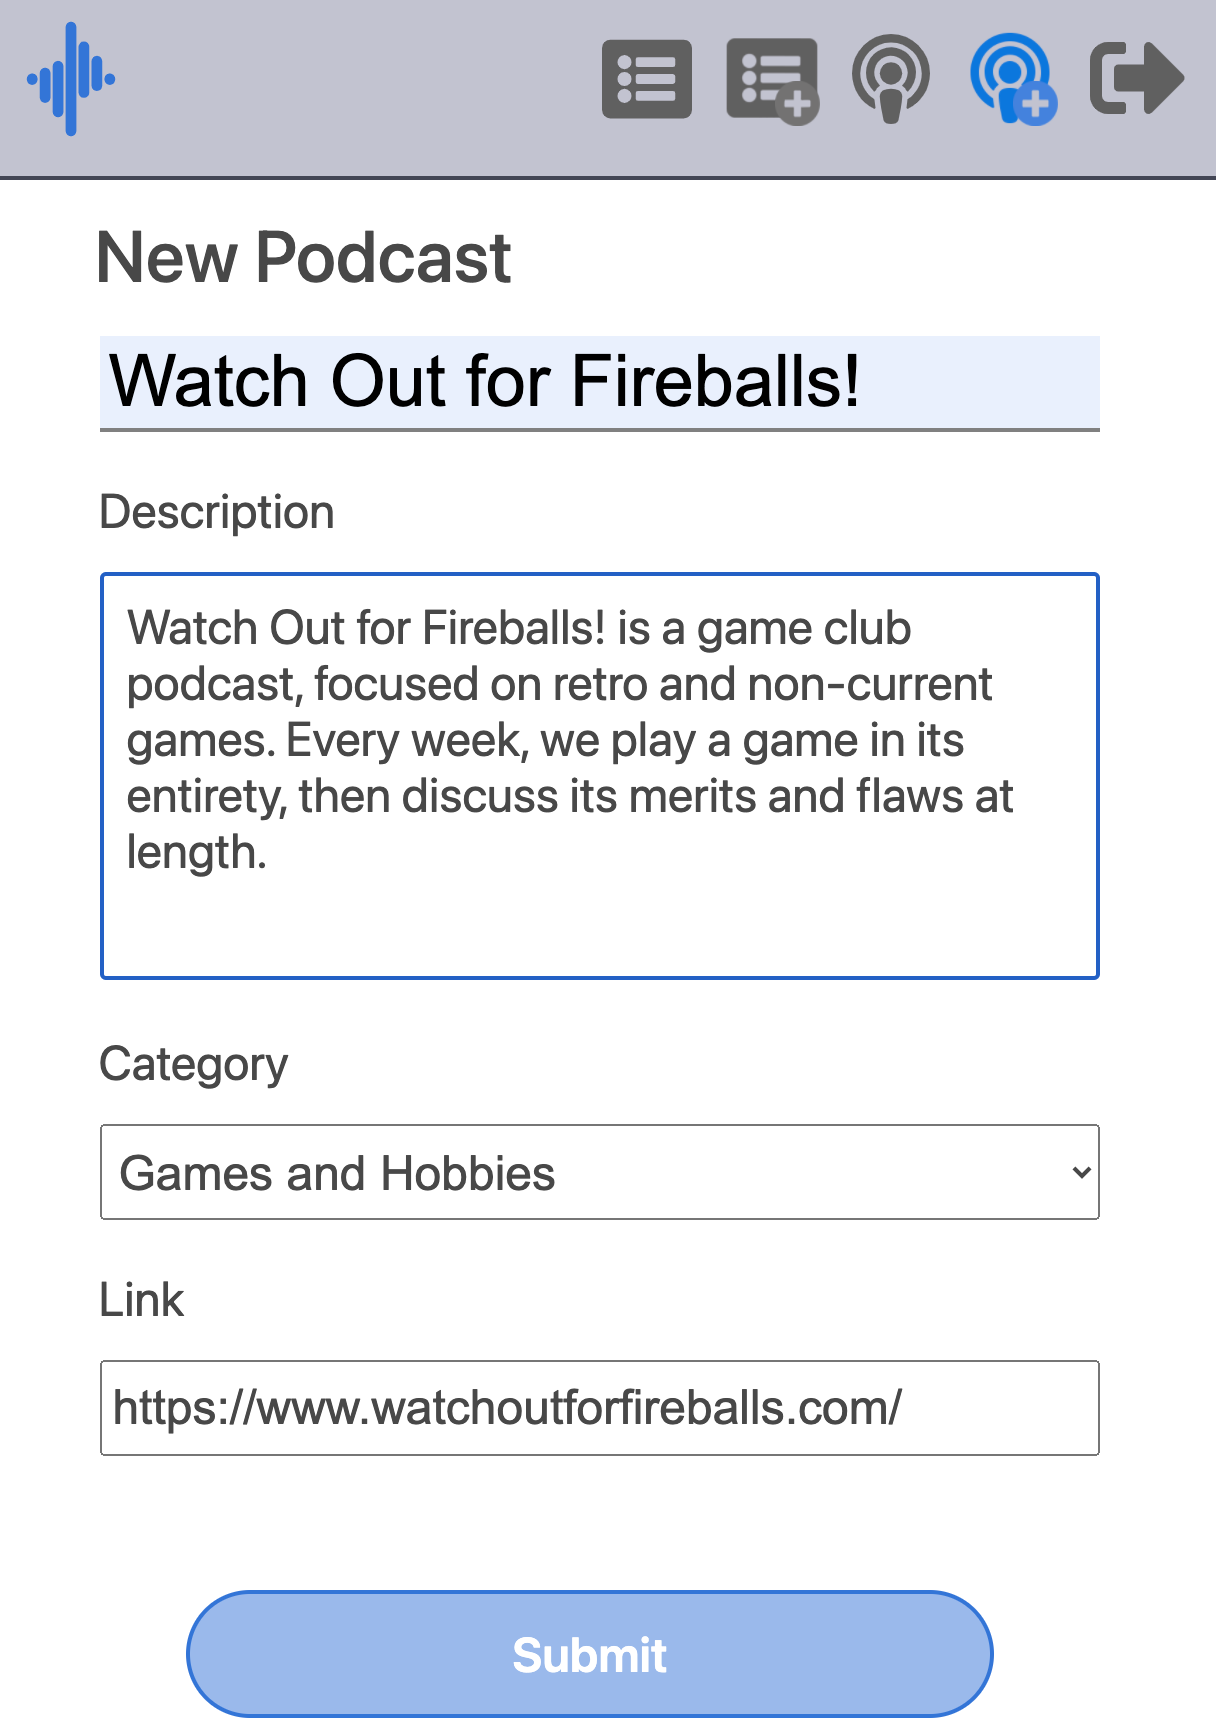 New Podcast
Watch Out for Fireballs!
Description
Watch Out for Fireballs! is a game club
podcast, focused on retro and non-current
games. Every week, we play a game in its
entirety, then discuss its merits and flaws at
length.
Category
Games and Hobbies
Link
https://www.watchoutforfireballs.com/
Submit